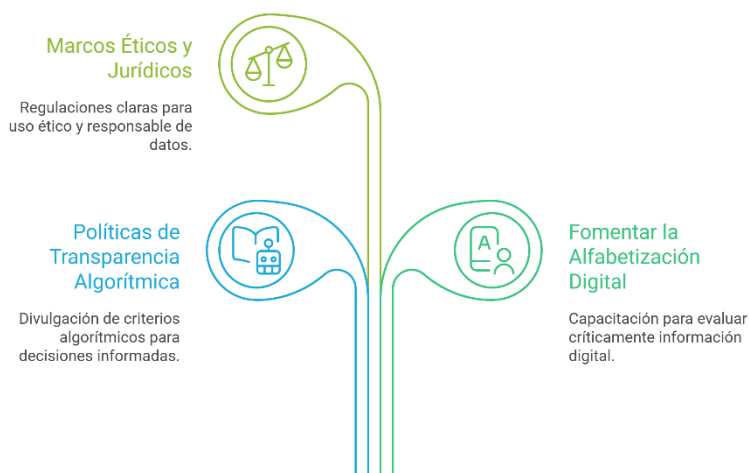 Marcos Éticos y
Jurídicos
Regulaciones claras para
uso ético y responsable de
datos.
Políticas de
Transparencia
Algorítmica
Divulgación de criterios
algorítmicos para
decisiones informadas.
A
Fomentar la
Alfabetización
Digital
Capacitación para evaluar
críticamente información
digital.